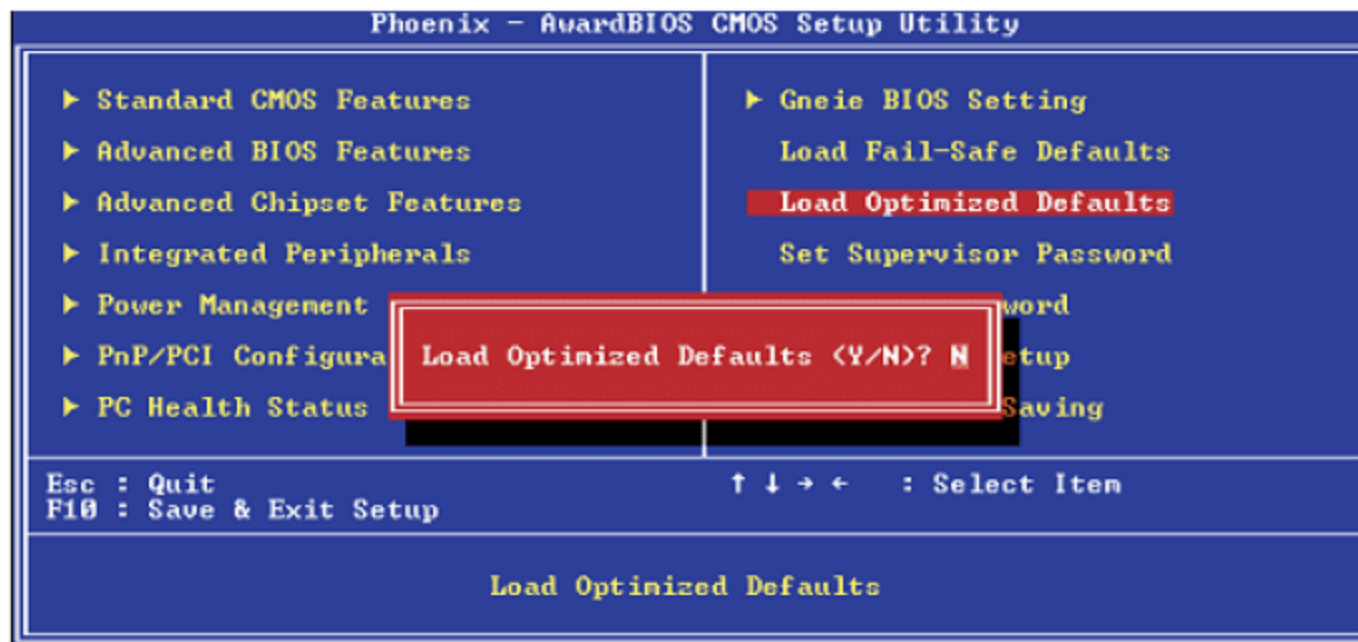 Phoenix - AwardBIOS CMOS Setup Utility
▶ Standard CMOS Features
▶ Advanced BIOS Features
▶ Advanced Chipset Features
▶ Integrated Peripherals
▶ Power Management
▶ PnP/PCI Configura
▶ PC Health Status
▶ Gneie BIOS Setting
Load Fail-Safe Defaults
Load Optimized Defaults
Set Supervisor Password
word
etup
Saving
Load Optimized Defaults (Y/N)? N
Esc : Quit
F10 : Save & Exit Setup
↑ ↓ → ← : Select Item
Load Optimized Defaults